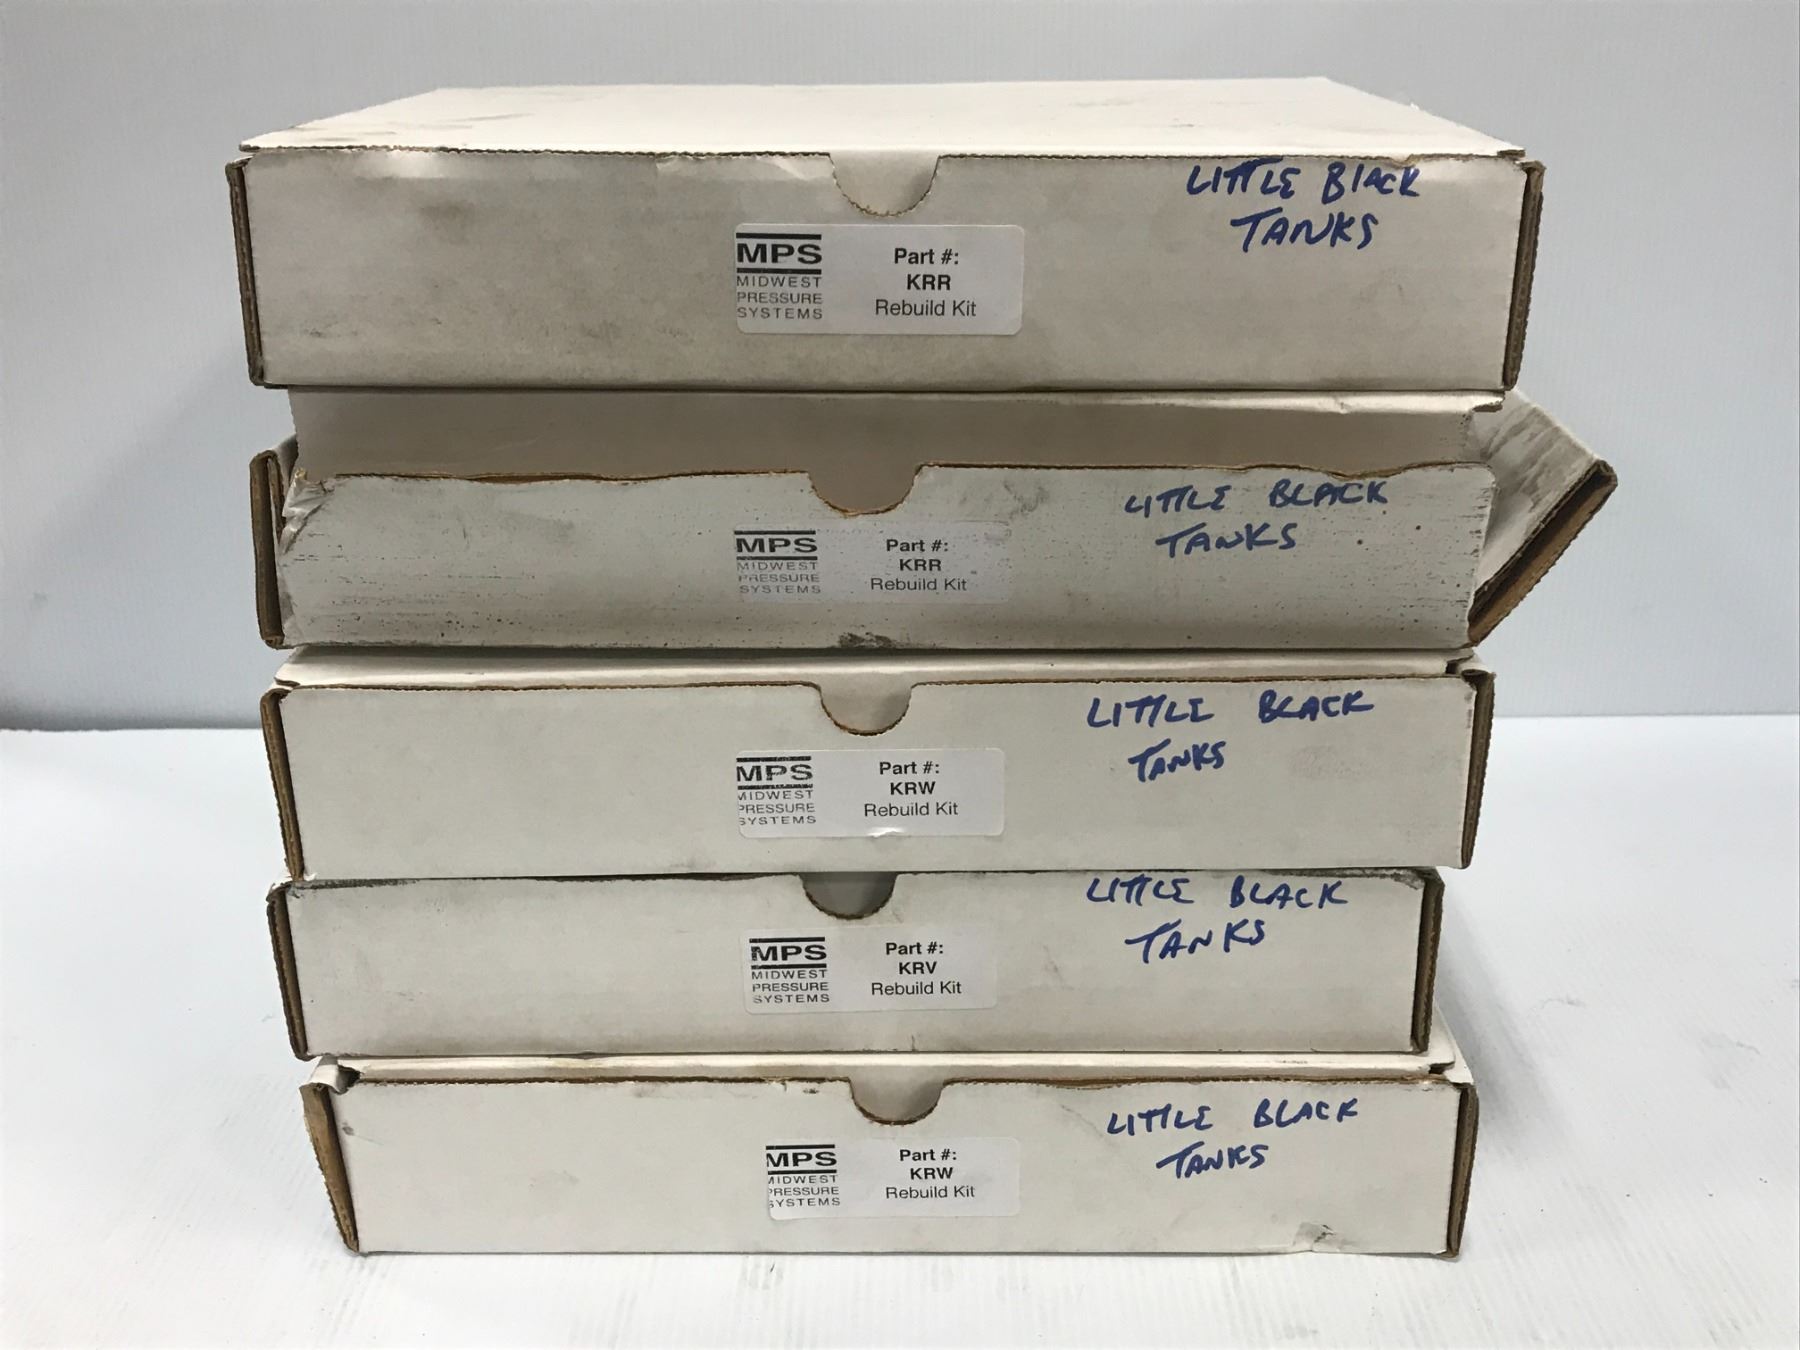 LITTLE BLACK
TANKS
MPS
MIDWEST
PRESSURE
SYSTEMS
Part #:
KRR
Rebuild Kit
LITTLE BLACK
TANKS
MPS
MIDWEST
PRESSURE
SYSTEMS
Part #:
KRR
Rebuild Kit
LITTLE BLACK
TANKS
MPS
MIDWEST
PRESSURE
SYSTEMS
Part #:
KRW
Rebuild Kit
LITTLE BLACK
TANKS
MPS
MIDWEST
PRESSURE
SYSTEMS
Part #:
KRV
Rebuild Kit
LITTLE BLACK
TANKS
MPS
MIDWEST
PRESSURE
SYSTEMS
Part #:
KRW
Rebuild Kit